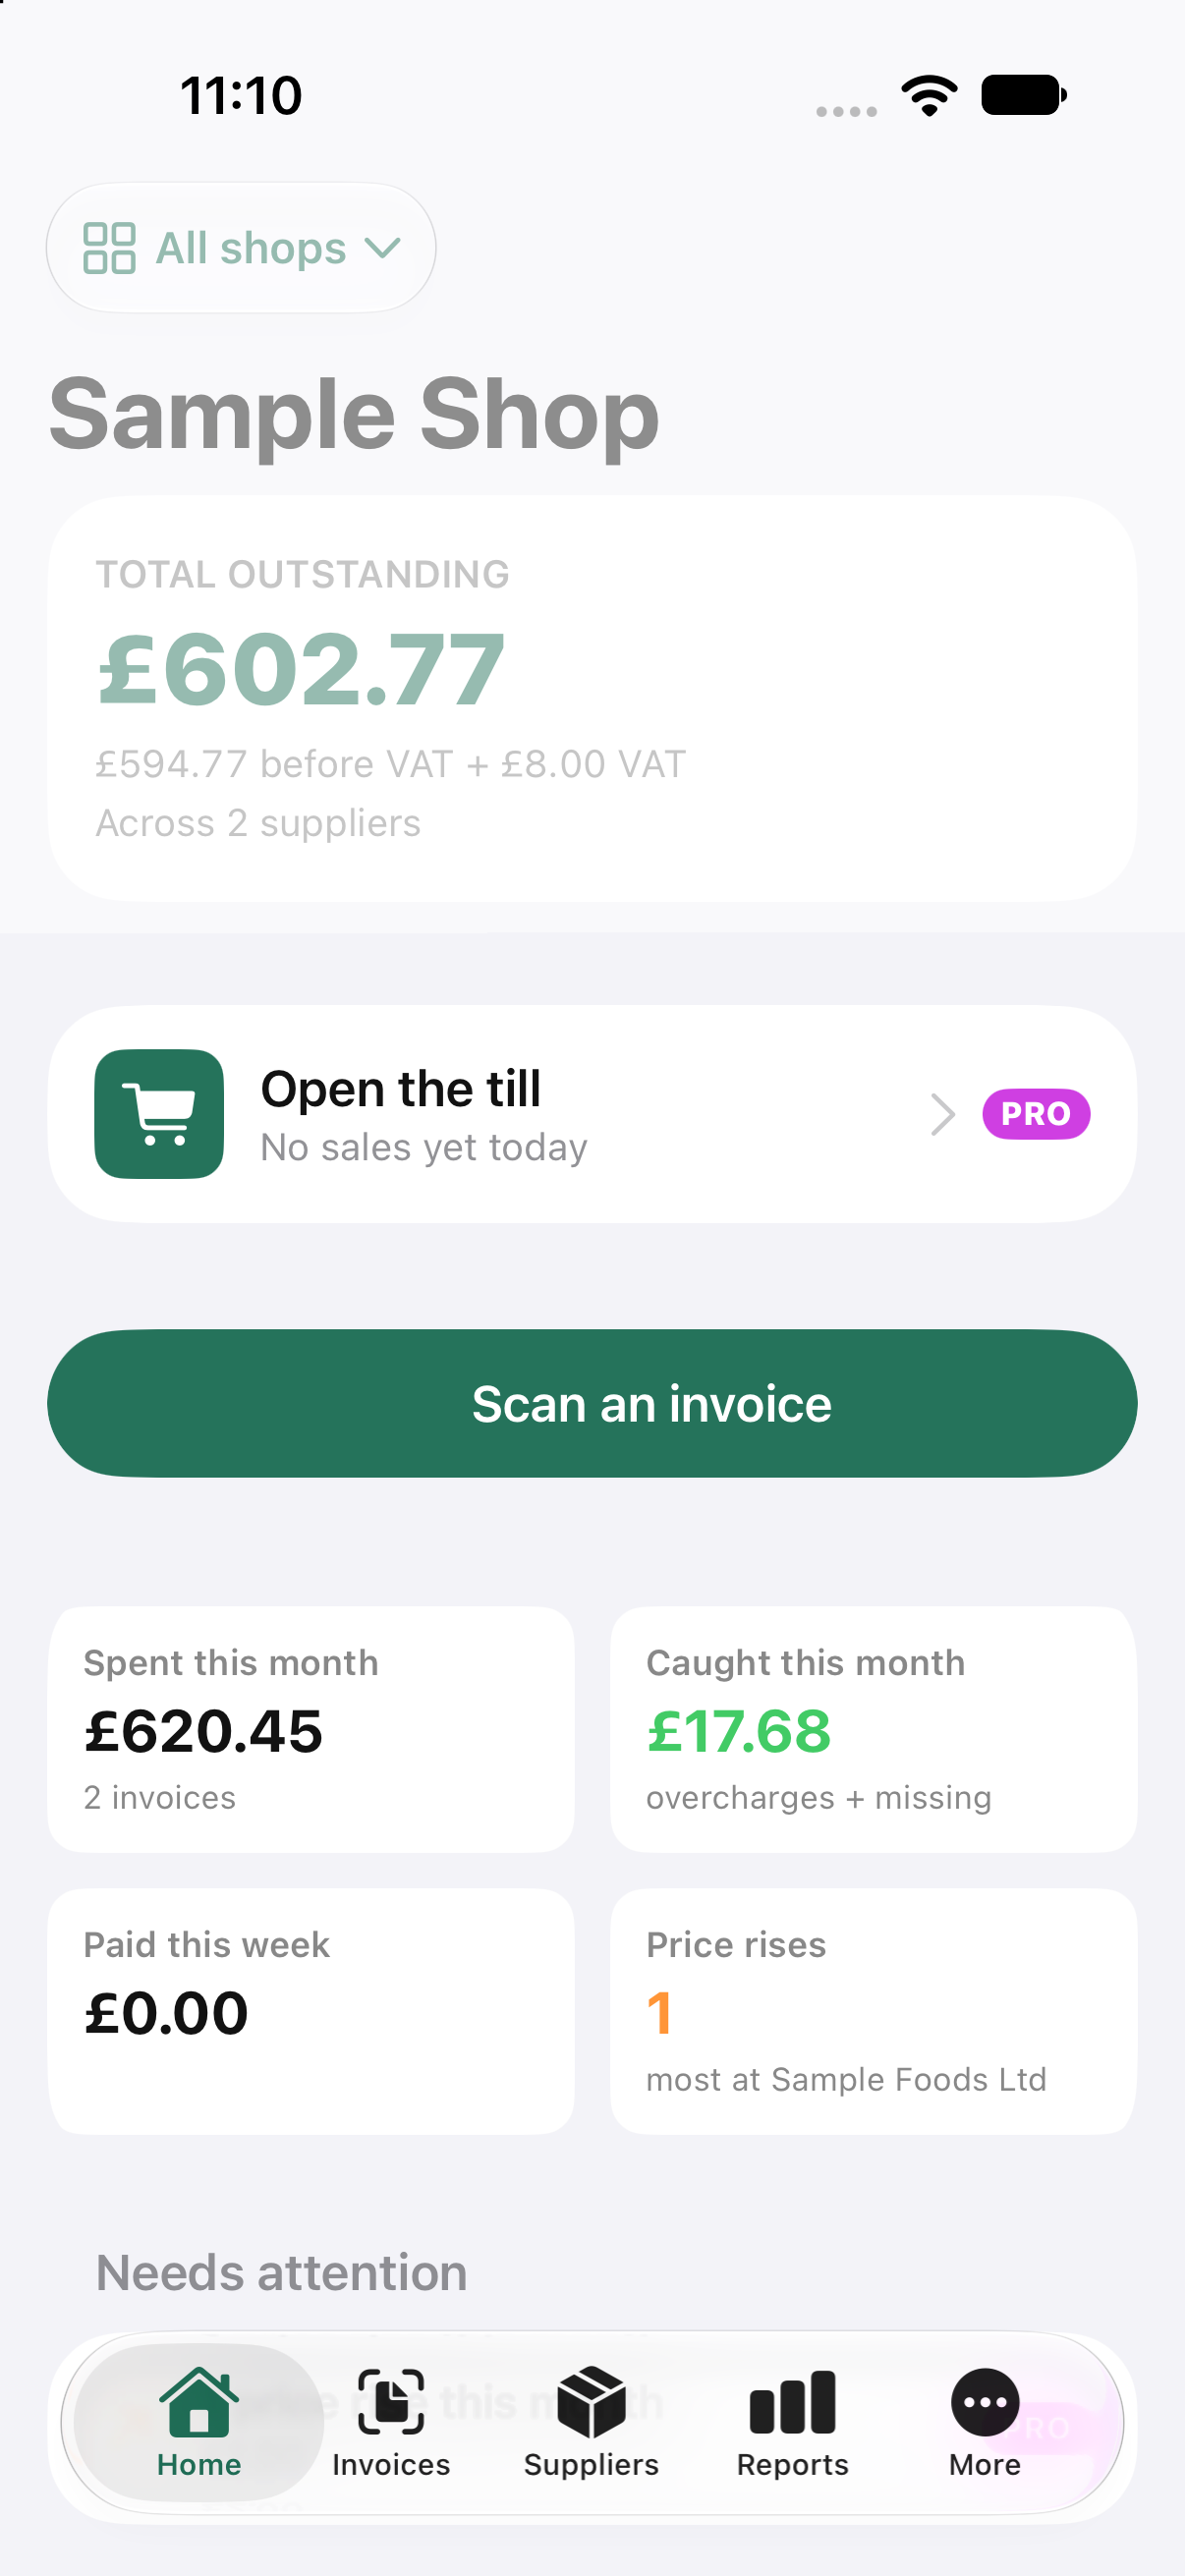 11:10
All shops
Sample Shop
TOTAL OUTSTANDING
£602.77
£594.77 before VAT + £8.00 VAT
Across 2 suppliers
Open the till
No sales yet today
PRO
Scan an invoice
Spent this month
£620.45
2 invoices
Caught this month
£17.68
overcharges + missing
Paid this week
£0.00
Price rises
1
most at Sample Foods Ltd
Needs attention
this month
PRO
Home
Invoices
Suppliers
Reports
More